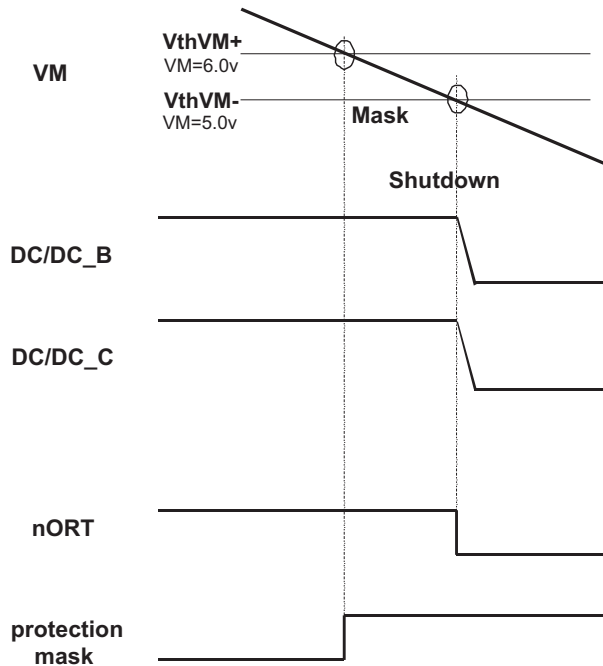 VthVM+
VM=6.0v
VM
VthVM-
VM=5.0v
Mask
Shutdown
DC/DC_B
DC/DC_C
nORT
protection
mask